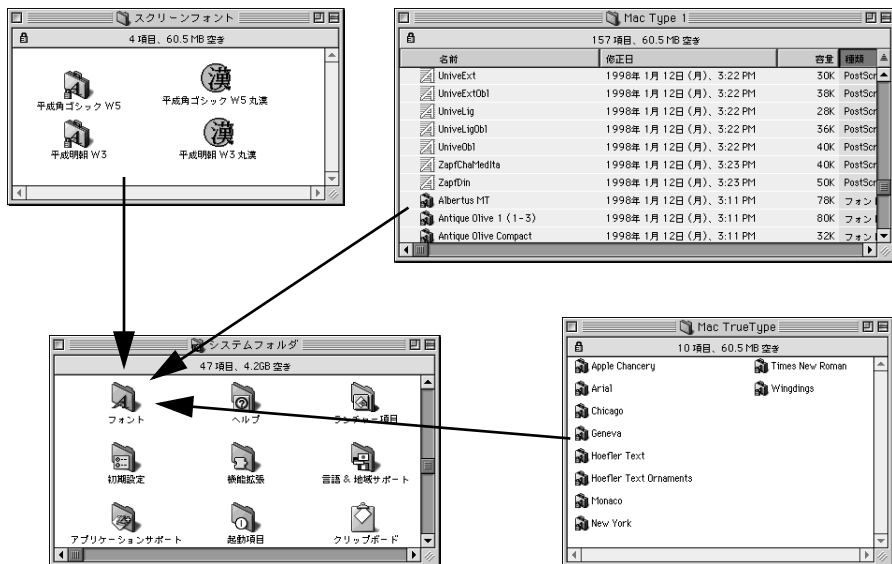 スクリーンフォント
4項目、60.5 MB 空き
平成角ゴシック W5
平成角ゴシック W5 丸漢
平成明朝 W3
平成明朝 W3 丸漢
Mac Type 1
157 項目、60.5 MB 空き
名前 修正日 容量 種類
UniveExt 1998年 1月 12日 (月)、3:22 PM 30K PostScr
UniveExtObl 1998年 1月 12日 (月)、3:22 PM 38K PostScr
UniveLig 1998年 1月 12日 (月)、3:22 PM 28K PostScr
UniveLigObl 1998年 1月 12日 (月)、3:22 PM 36K PostScr
UniveObl 1998年 1月 12日 (月)、3:22 PM 40K PostScr
ZapfChaMedIta 1998年 1月 12日 (月)、3:23 PM 40K PostScr
ZapfDin 1998年 1月 12日 (月)、3:23 PM 50K PostScr
Albertus MT 1998年 1月 12日 (月)、3:11 PM 78K フォン
Antique Olive 1 (1-3) 1998年 1月 12日 (月)、3:11 PM 80K フォン
Antique Olive Compact 1998年 1月 12日 (月)、3:11 PM 32K フォン
システムフォルダ
47 項目、4.2GB 空き
フォント
ヘルプ
ランチャー項目
初期設定
機能拡張
言語 & 地域サポート
アプリケーションサポート
起動項目
クリップボード
Mac TrueType
10 項目、60.5 MB 空き
Apple Chancery
Arial
Chicago
Geneva
Hoefler Text
Hoefler Text Ornaments
Monaco
New York
Times New Roman
Wingdings